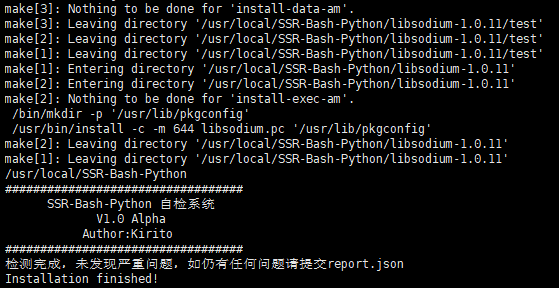 make[3]: Nothing to be done for 'install-data-am'.
make[3]: Leaving directory '/usr/local/SSR-Bash-Python/libsodium-1.0.11/test'
make[2]: Leaving directory '/usr/local/SSR-Bash-Python/libsodium-1.0.11/test'
make[1]: Leaving directory '/usr/local/SSR-Bash-Python/libsodium-1.0.11/test'
make[1]: Entering directory '/usr/local/SSR-Bash-Python/libsodium-1.0.11'
make[2]: Entering directory '/usr/local/SSR-Bash-Python/libsodium-1.0.11'
make[2]: Nothing to be done for 'install-exec-am'.
 /bin/mkdir -p '/usr/lib/pkgconfig'
 /usr/bin/install -c -m 644 libsodium.pc '/usr/lib/pkgconfig'
make[2]: Leaving directory '/usr/local/SSR-Bash-Python/libsodium-1.0.11'
make[1]: Leaving directory '/usr/local/SSR-Bash-Python/libsodium-1.0.11'
/usr/local/SSR-Bash-Python
##################################
SSR-Bash-Python 自检系统
V1.0 Alpha
Author:Kirito
##################################
检测完成，未发现严重问题，如仍有任何问题请提交report.json
Installation finished!